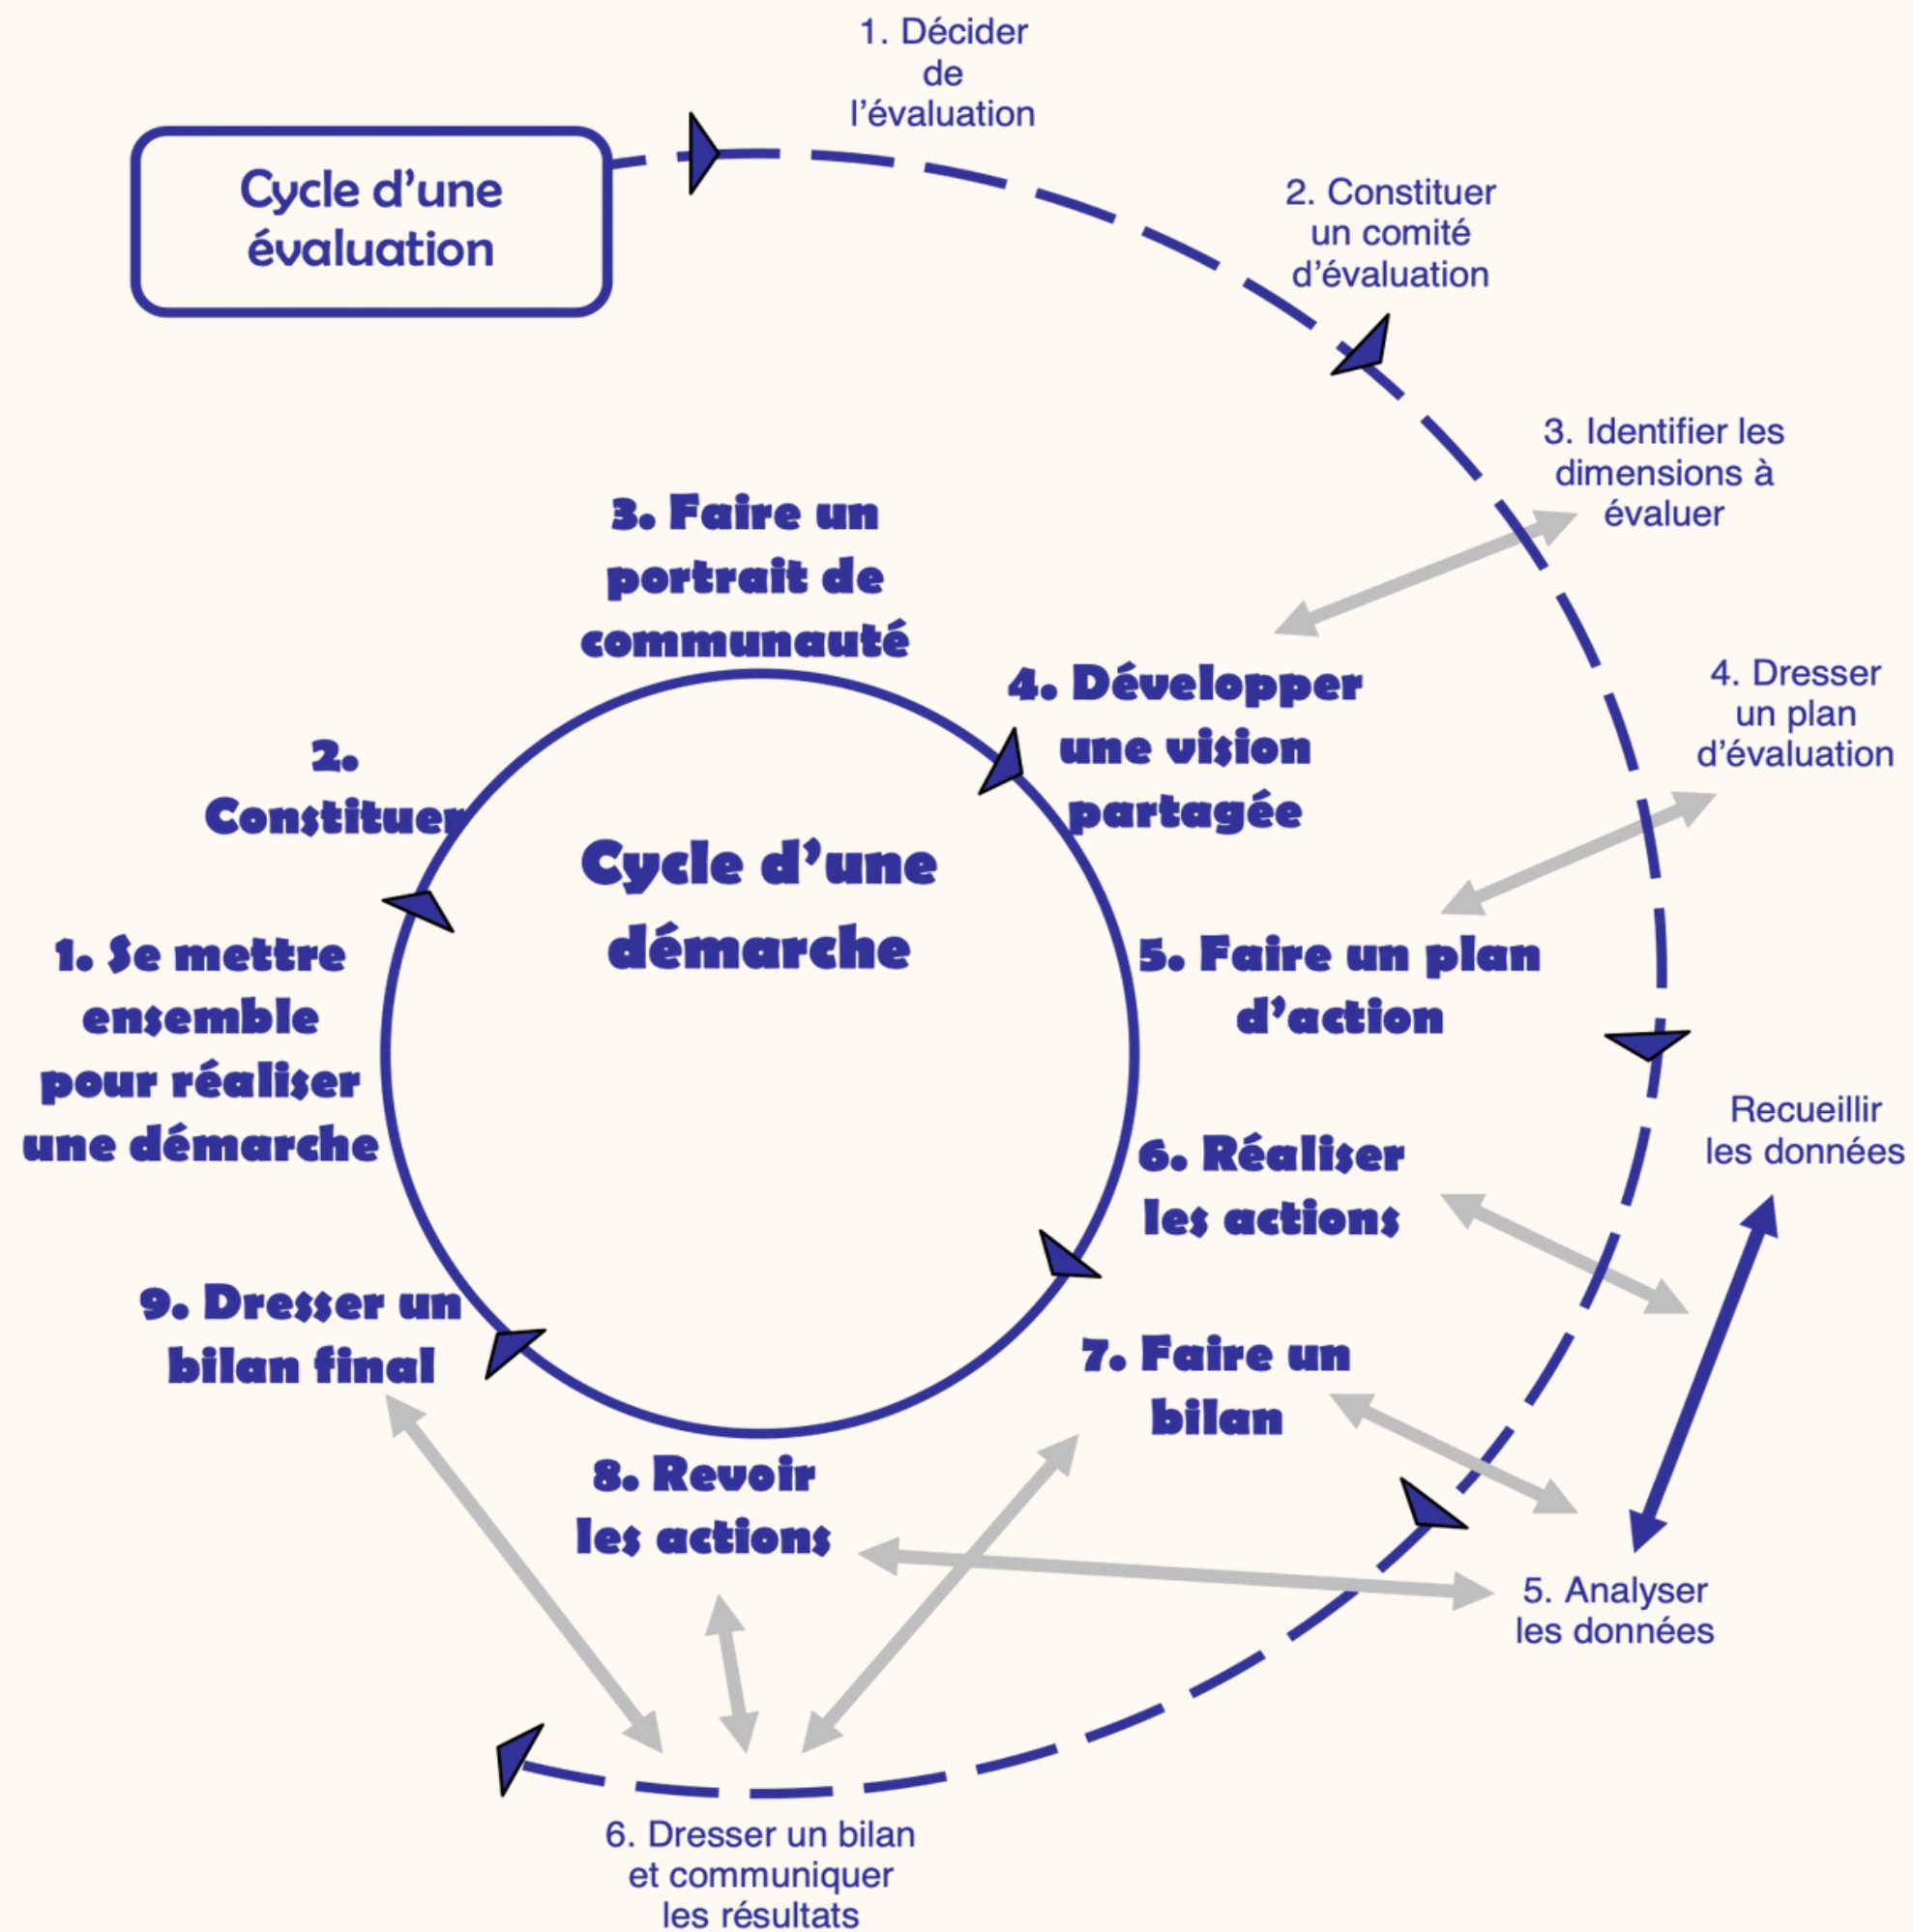 Cycle d’une
évaluation
1. Décider
de
l’évaluation
2. Constituer
un comité
d’évaluation
3. Identifier les
dimensions à
évaluer
4. Dresser
un plan
d’évaluation
Recueillir
les données
5. Analyser
les données
6. Dresser un bilan
et communiquer
les résultats
Cycle d’une
démarche
1. Se mettre
ensemble
pour réaliser
une démarche
2.
Constituer
3. Faire un
portrait de
communauté
4. Développer
une vision
partagée
5. Faire un plan
d’action
6. Réaliser
les actions
7. Faire un
bilan
8. Revoir
les actions
9. Dresser un
bilan final